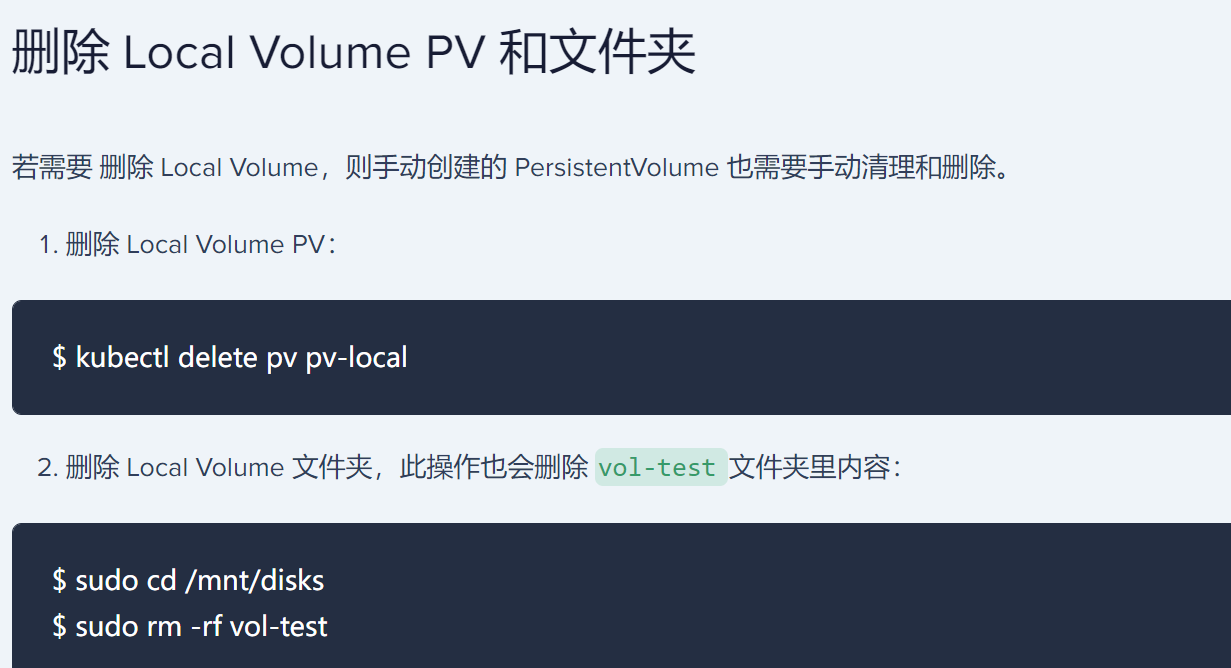 删除 Local Volume PV 和文件夹
若需要 删除 Local Volume，则手动创建的 PersistentVolume 也需要手动清理和删除。
1. 删除 Local Volume PV：
$ kubectl delete pv pv-local
2. 删除 Local Volume 文件夹，此操作也会删除 vol-test 文件夹里内容：
$ sudo cd /mnt/disks
$ sudo rm -rf vol-test